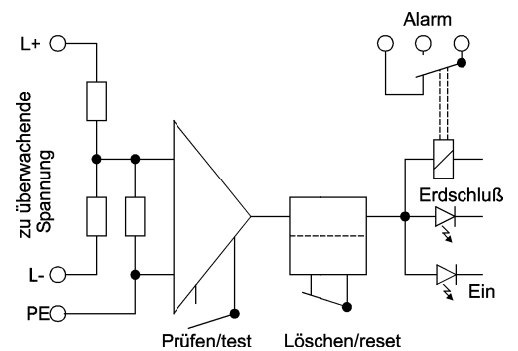 Alarm
L+
zu überwachende
Spannung
Erdschluß
L-
Ein
PE
Prüfen/test
Löschen/reset